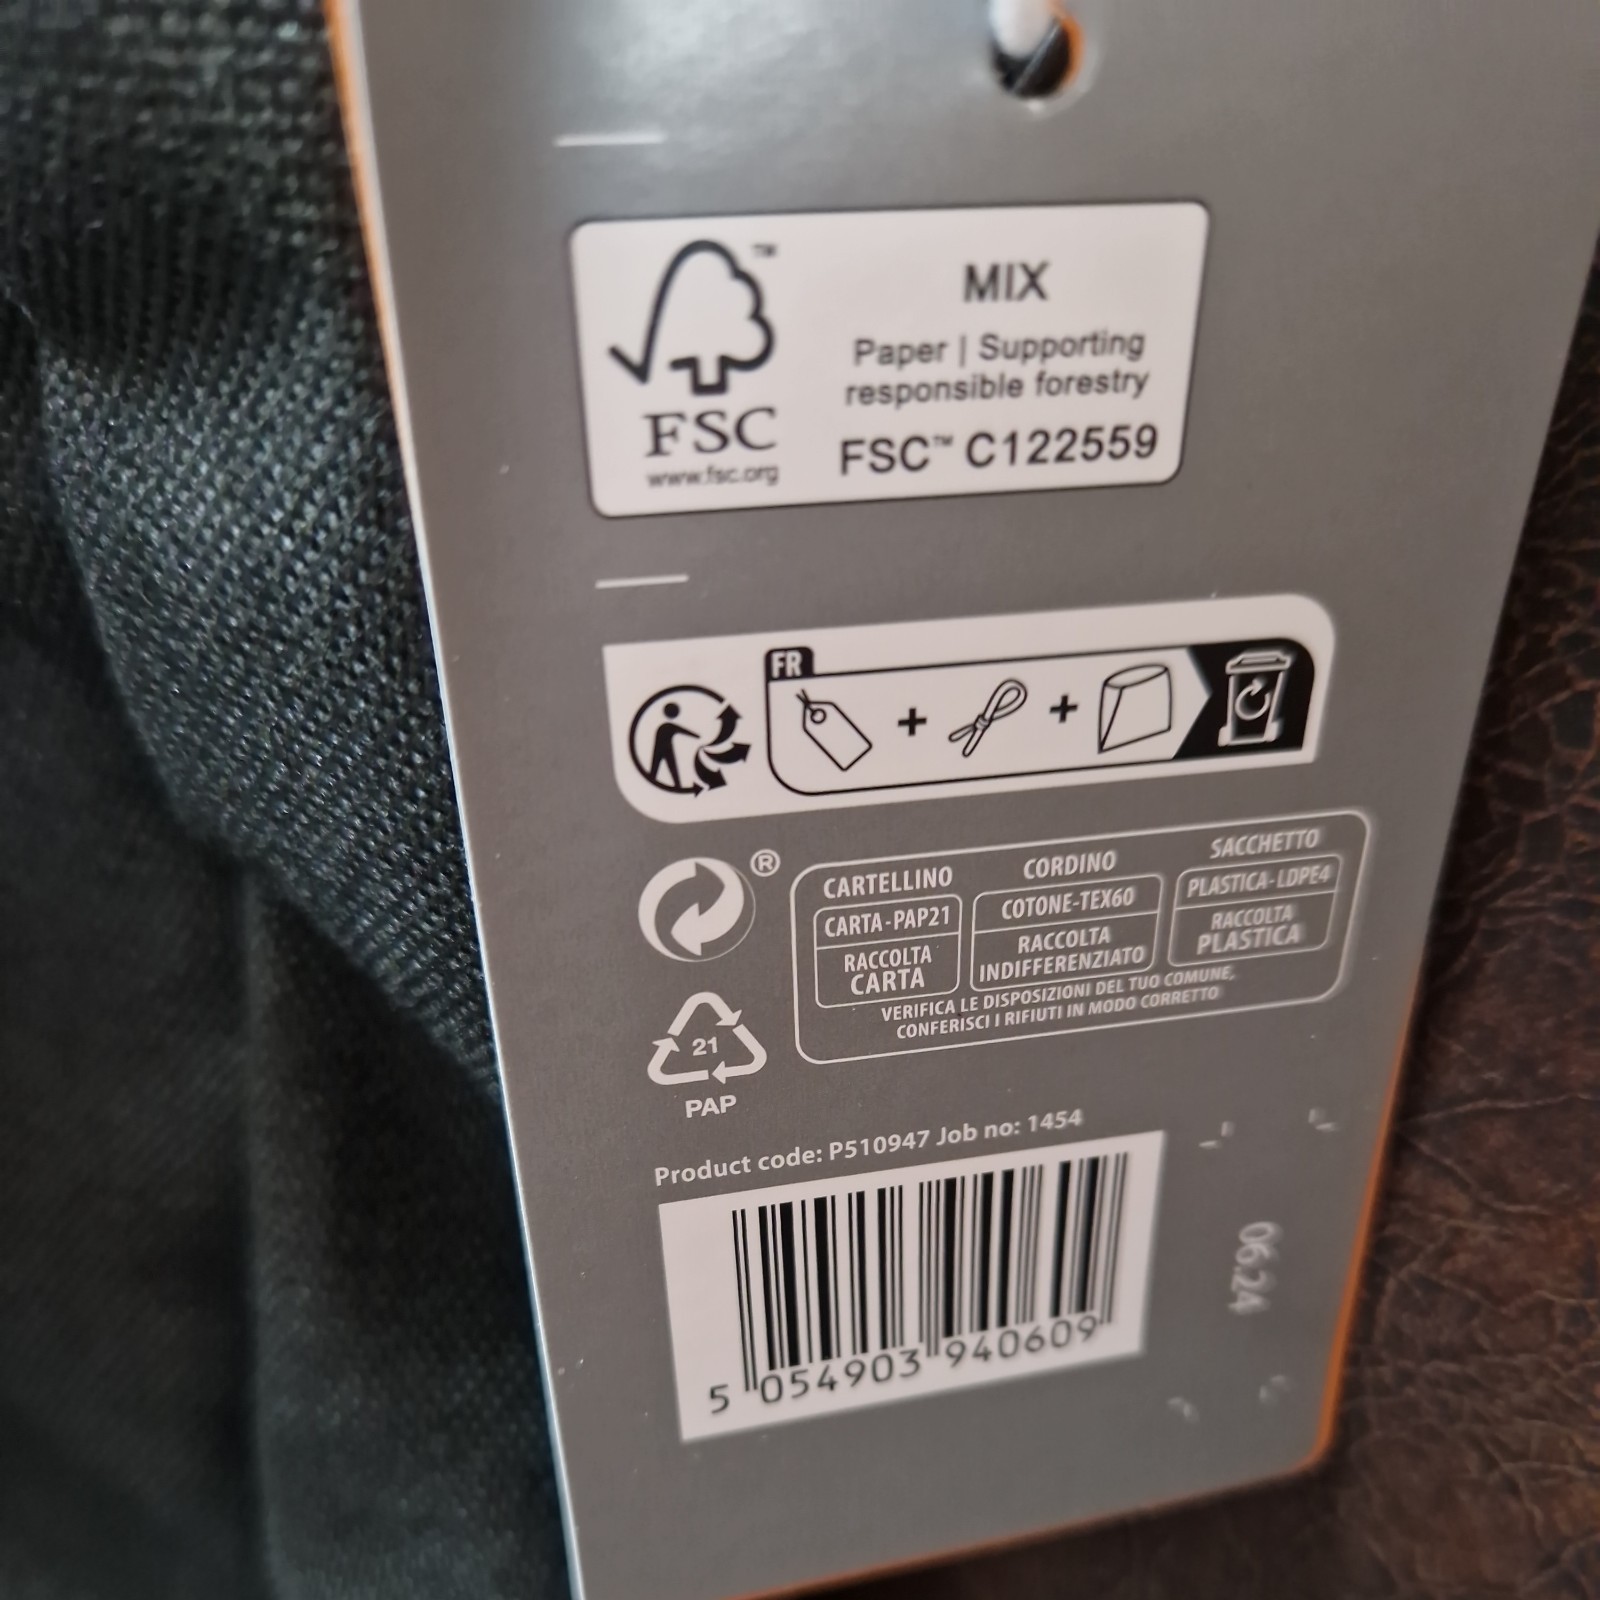 ™
MIX
Paper | Supporting
responsible forestry
FSC™ C122559
FSC
www.fsc.org
FR
®
CARTELLINO
CARTA-PAP21
RACCOLTA
CARTA
CORDINO
COTONE-TEX60
RACCOLTA
INDIFFERENZIATO
SACCHETTO
PLASTICA-LDPE4
RACCOLTA
PLASTICA
VERIFICA LE DISPOSIZIONI DEL TUO COMUNE,
CONFERISCI I RIFIUTI IN MODO CORRETTO
21
PAP
Product code: P510947 Job no: 1454
5 054903 940609
06.24